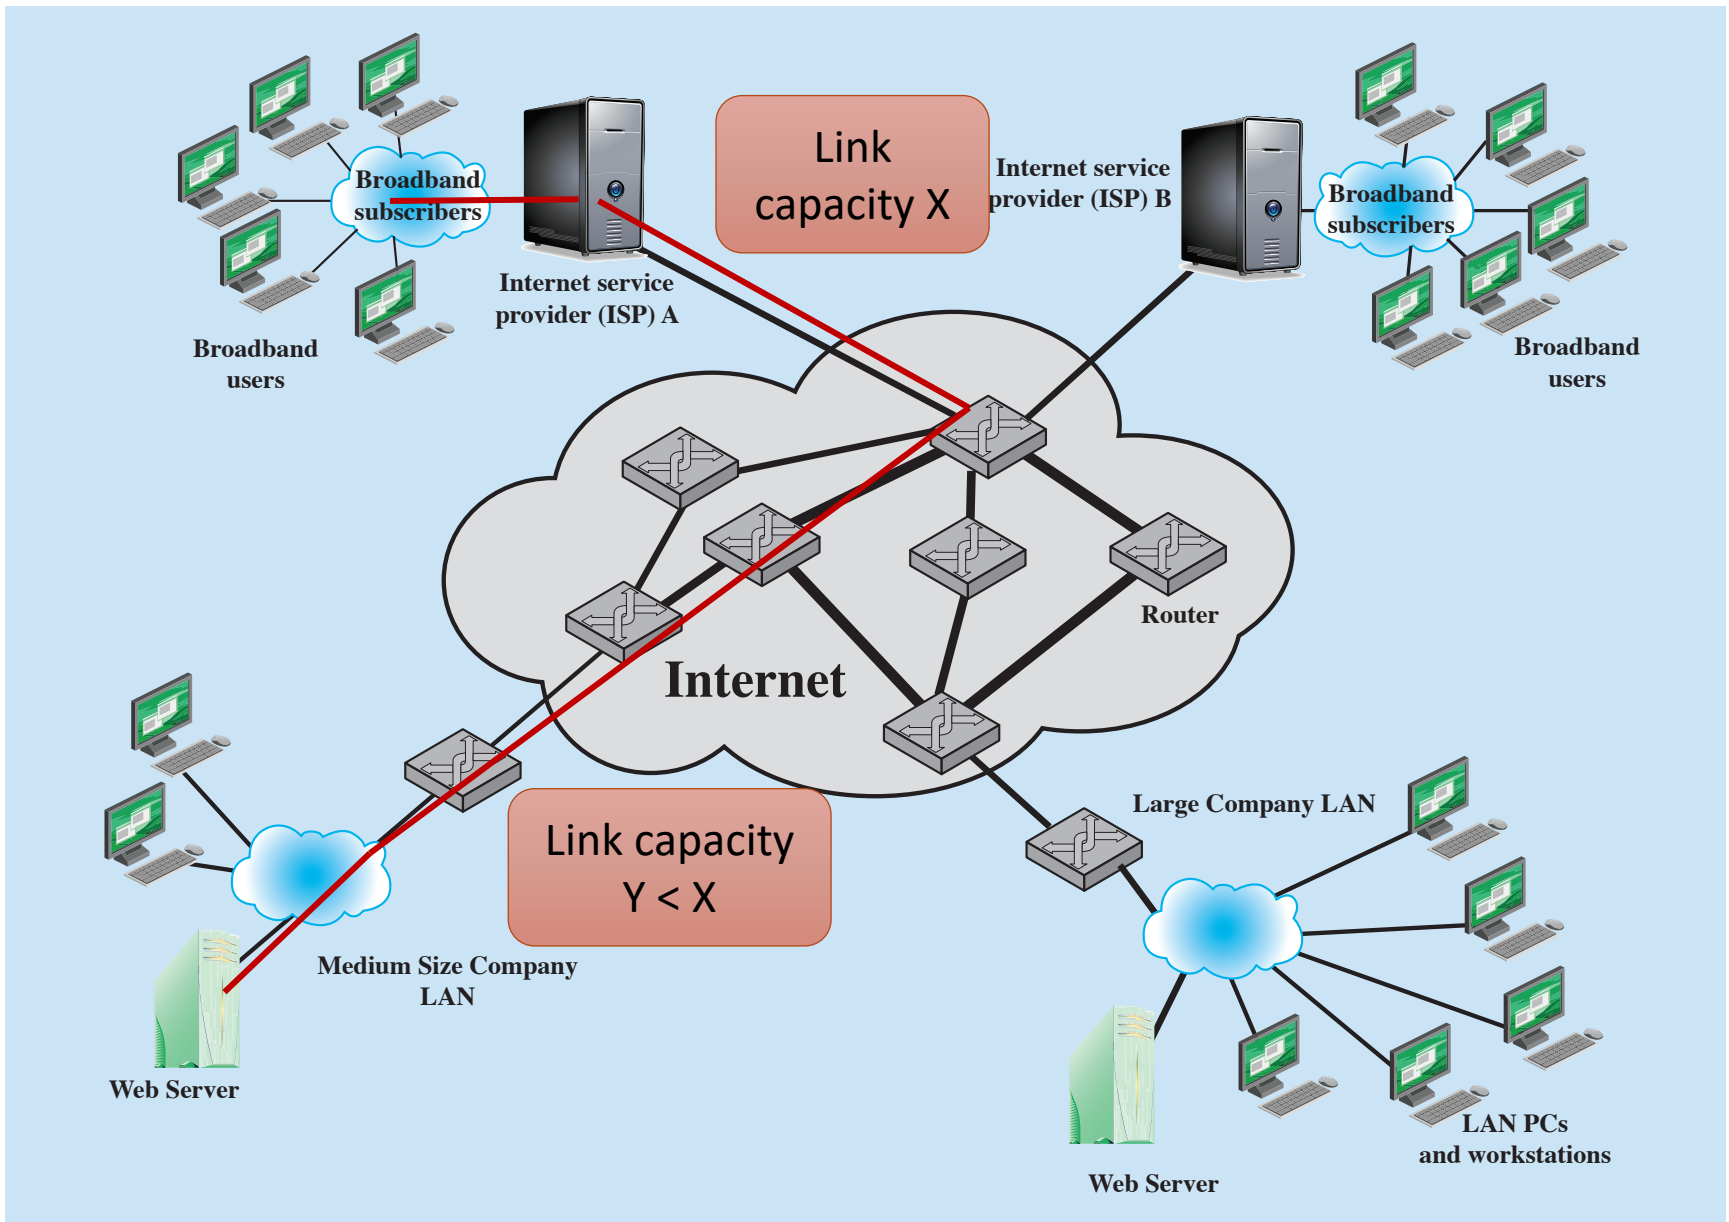 Broadband
subscribers
Link
capacity X
Internet service
provider (ISP) B
Broadband
subscribers
Internet service
provider (ISP) A
Broadband
users
Broadband
users
Router
Internet
Large Company LAN
Link capacity
Y < X
Medium Size Company
LAN
Web Server
LAN PCs
and workstations
Web Server